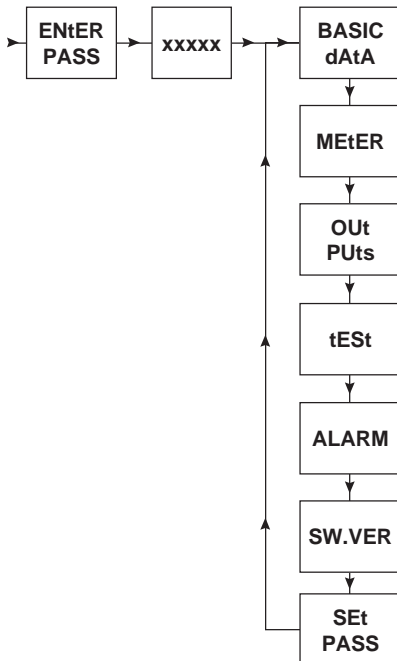 ENtER
PASS
xxxxx
BASIC
dAtA
MEtER
OUt
PUts
tESt
ALARM
SW.VER
SEt
PASS